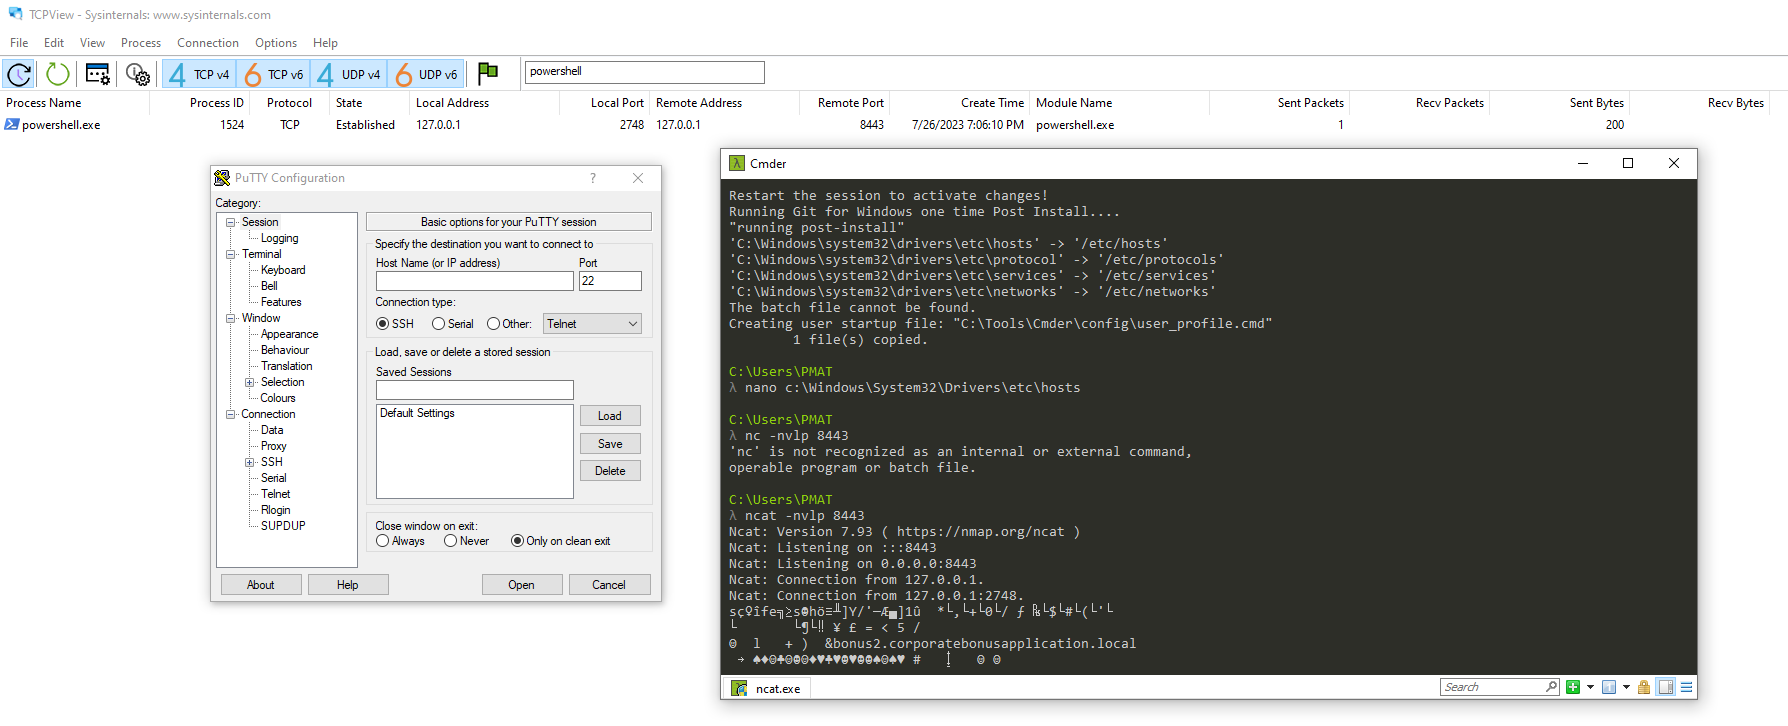 TCPView - Sysinternals: www.sysinternals.com
File Edit View Process Connection Options Help
4 TCP v4 6 TCP v6 4 UDP v4 6 UDP v6 powershell
Process Name Process ID Protocol State Local Address Local Port Remote Address Remote Port Create Time Module Name Sent Packets Recv Packets Sent Bytes Recv Bytes
powershell.exe 1524 TCP Established 127.0.0.1 2748 127.0.0.1 8443 7/26/2023 7:06:10 PM powershell.exe 1 200
PuTTY Configuration ?
Category:
Session
Logging
Terminal
Keyboard
Bell
Features
Window
Appearance
Behaviour
Translation
Selection
Colours
Connection
Data
Proxy
SSH
Serial
Telnet
Rlogin
SUPDUP
Basic options for your PuTTY session
Specify the destination you want to connect to
Host Name (or IP address) Port
22
Connection type:
SSH Serial Other: Telnet
Load, save or delete a stored session
Saved Sessions
Default Settings
Load
Save
Delete
Close window on exit:
Always Never Only on clean exit
About Help Open Cancel
λ Cmder
Restart the session to activate changes!
Running Git for Windows one time Post Install....
"running post-install"
'C:\Windows\system32\drivers\etc\hosts' -> '/etc/hosts'
'C:\Windows\system32\drivers\etc\protocol' -> '/etc/protocols'
'C:\Windows\system32\drivers\etc\services' -> '/etc/services'
'C:\Windows\system32\drivers\etc\networks' -> '/etc/networks'
The batch file cannot be found.
Creating user startup file: "C:\Tools\Cmder\config\user_profile.cmd"
1 file(s) copied.
C:\Users\PMAT
λ nano c:\Windows\System32\Drivers\etc\hosts
C:\Users\PMAT
λ nc -nvlp 8443
'nc' is not recognized as an internal or external command,
operable program or batch file.
C:\Users\PMAT
λ ncat -nvlp 8443
Ncat: Version 7.93 ( https://nmap.org/ncat )
Ncat: Listening on :::8443
Ncat: Listening on 0.0.0.0:8443
Ncat: Connection from 127.0.0.1.
Ncat: Connection from 127.0.0.1:2748.
¥ £ = < 5 /
l + ) &bonus2.corporatebonusapplication.local
ncat.exe Search